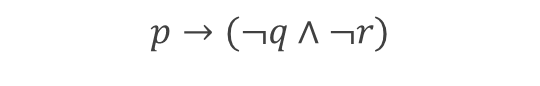 p → (¬q ∧ ¬r)